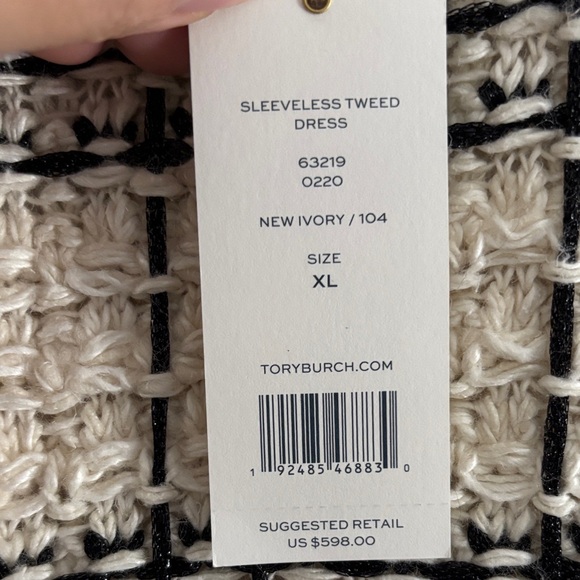 SLEEVELESS TWEED
DRESS
63219
0220
NEW IVORY / 104
SIZE
XL
TORYBURCH.COM
1 92485 46883 0
SUGGESTED RETAIL
US $598.00